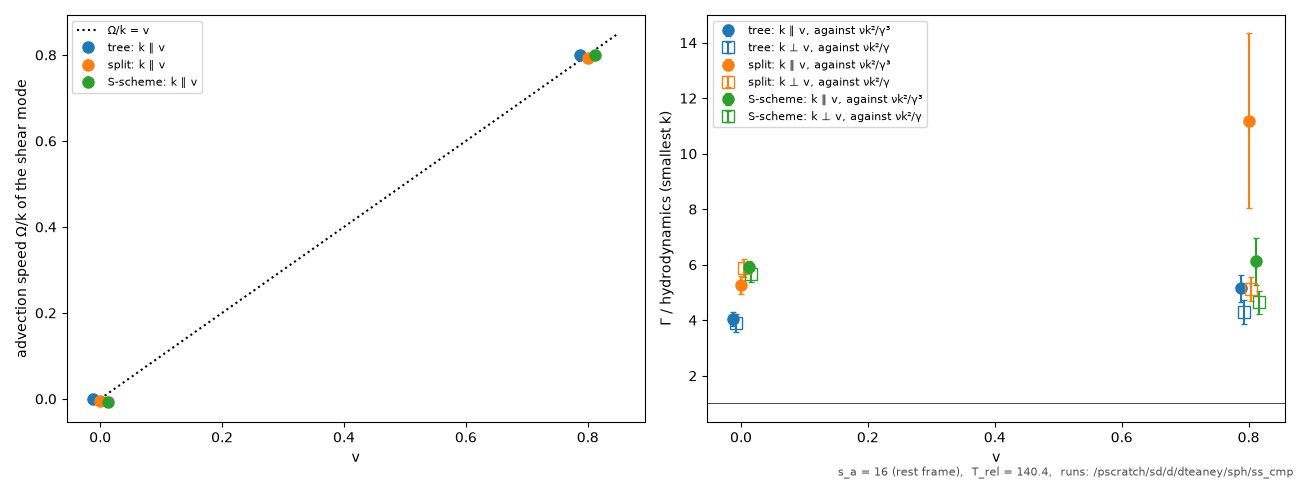 Ω/k = v
tree: k ∥ v
split: k ∥ v
S-scheme: k ∥ v
advection speed Ω/k of the shear mode
0.8
0.6
0.4
0.2
0.0
0.0 0.2 0.4 0.6 0.8
v
tree: k ∥ v, against νk²/γ³
tree: k ⊥ v, against νk²/γ
split: k ∥ v, against νk²/γ³
split: k ⊥ v, against νk²/γ
S-scheme: k ∥ v, against νk²/γ³
S-scheme: k ⊥ v, against νk²/γ
Γ / hydrodynamics (smallest k)
14
12
10
8
6
4
2
0.0 0.2 0.4 0.6 0.8
v
s_a = 16 (rest frame), T_rel = 140.4, runs: /pscratch/sd/d/dteaney/sph/ss_cmp